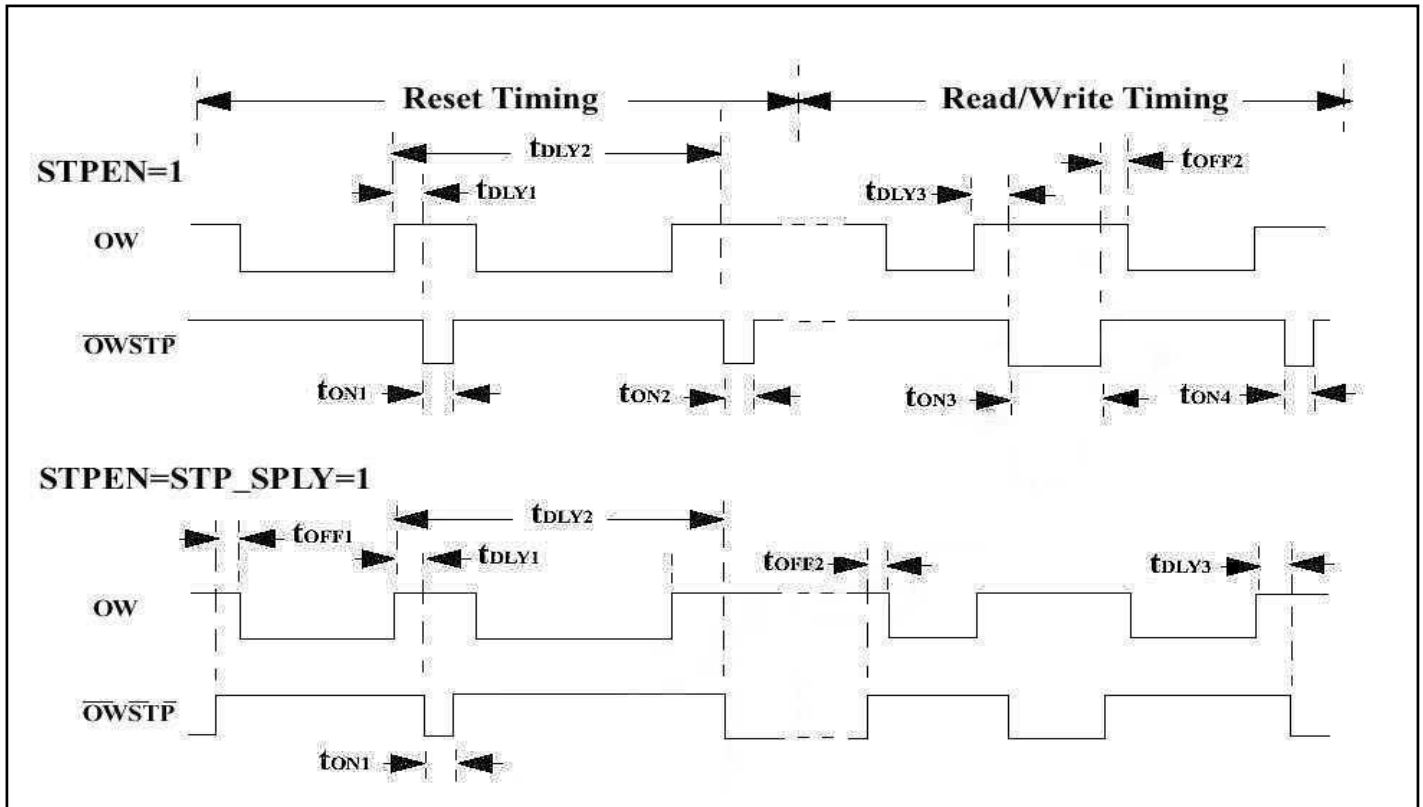 Reset Timing Read/Write Timing
tDLY2 tOFF2
STPEN=1
tDLY1 tDLY3
OW
OWSTP
tON1 tON2 tON3 tON4
STPEN=STP_SPLY=1
tDLY2
tOFF1 tDLY1 tOFF2 tDLY3
OW
OWSTP
tON1